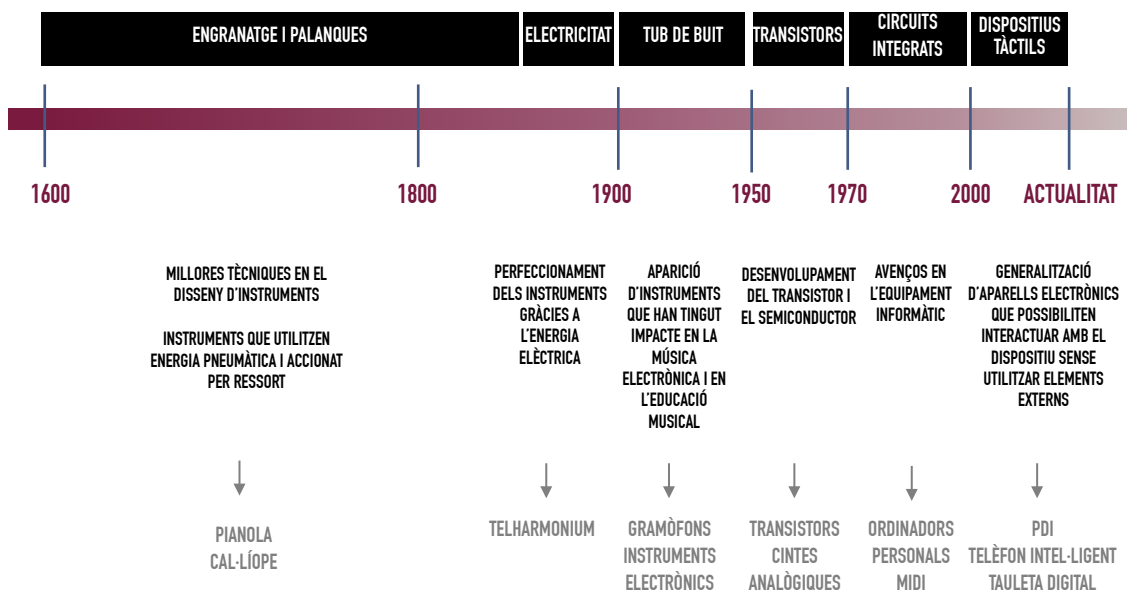 ENGRANATGE I PALANQUES
ELECTRICITAT
TUB DE BUIT
TRANSISTORS
CIRCUITS
INTEGRATS
DISPOSITIUS
TÀCTILS
1600
1800
1900
1950
1970
2000
ACTUALITAT
MILLORES TÈCNIQUES EN EL
DISSENY D'INSTRUMENTS
INSTRUMENTS QUE UTILITZEN
ENERGIA PNEUMÀTICA I ACCIONAT
PER RESSORT
PERFECCIONAMENT
DELS INSTRUMENTS
GRÀCIES A
L'ENERGIA
ELÈCTRICA
APARICIÓ
D'INSTRUMENTS
QUE HAN TINGUT
IMPACTE EN LA
MÚSICA
ELECTRÒNICA I EN
L'EDUCACIÓ
MUSICAL
DESENVOLUPAMENT
DEL TRANSISTOR I
EL SEMICONDUCTOR
AVENÇOS EN
L'EQUIPAMENT
INFORMÀTIC
GENERALITZACIÓ
D'APARELLS ELECTRÒNICS
QUE POSSIBILITEN
INTERACTUAR AMB EL
DISPOSITIU SENSE
UTILITZAR ELEMENTS
EXTERNS
PIANOLA
CAL·LÍOPE
TELHARMONIUM
GRAMÒFONS
INSTRUMENTS
ELECTRÒNICS
TRANSISTORS
CINTES
ANALÒGIQUES
ORDINADORS
PERSONALS
MIDI
PDI
TELÈFON INTEL·LIGENT
TAULETA DIGITAL